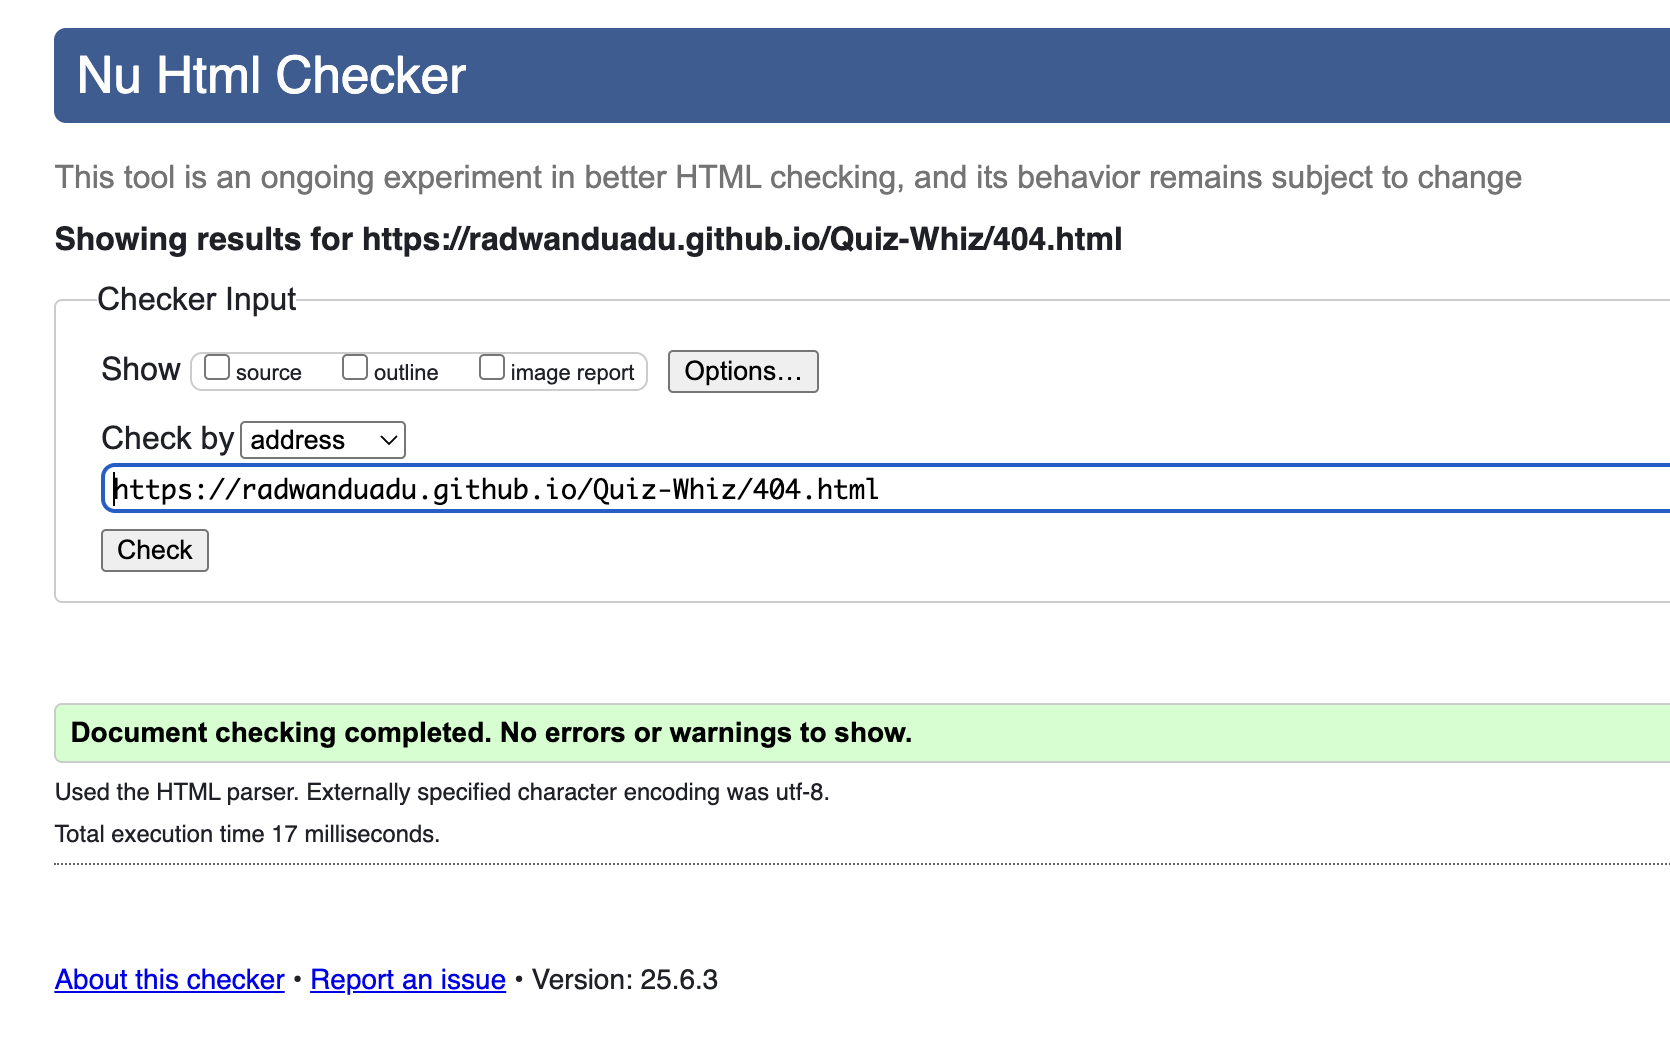 Nu Html Checker
This tool is an ongoing experiment in better HTML checking, and its behavior remains subject to change
Showing results for https://radwanduadu.github.io/Quiz-Whiz/404.html
Checker Input
Show source outline image report Options…
Check by address
https://radwanduadu.github.io/Quiz-Whiz/404.html
Check
Document checking completed. No errors or warnings to show.
Used the HTML parser. Externally specified character encoding was utf-8.
Total execution time 17 milliseconds.
About this checker • Report an issue • Version: 25.6.3